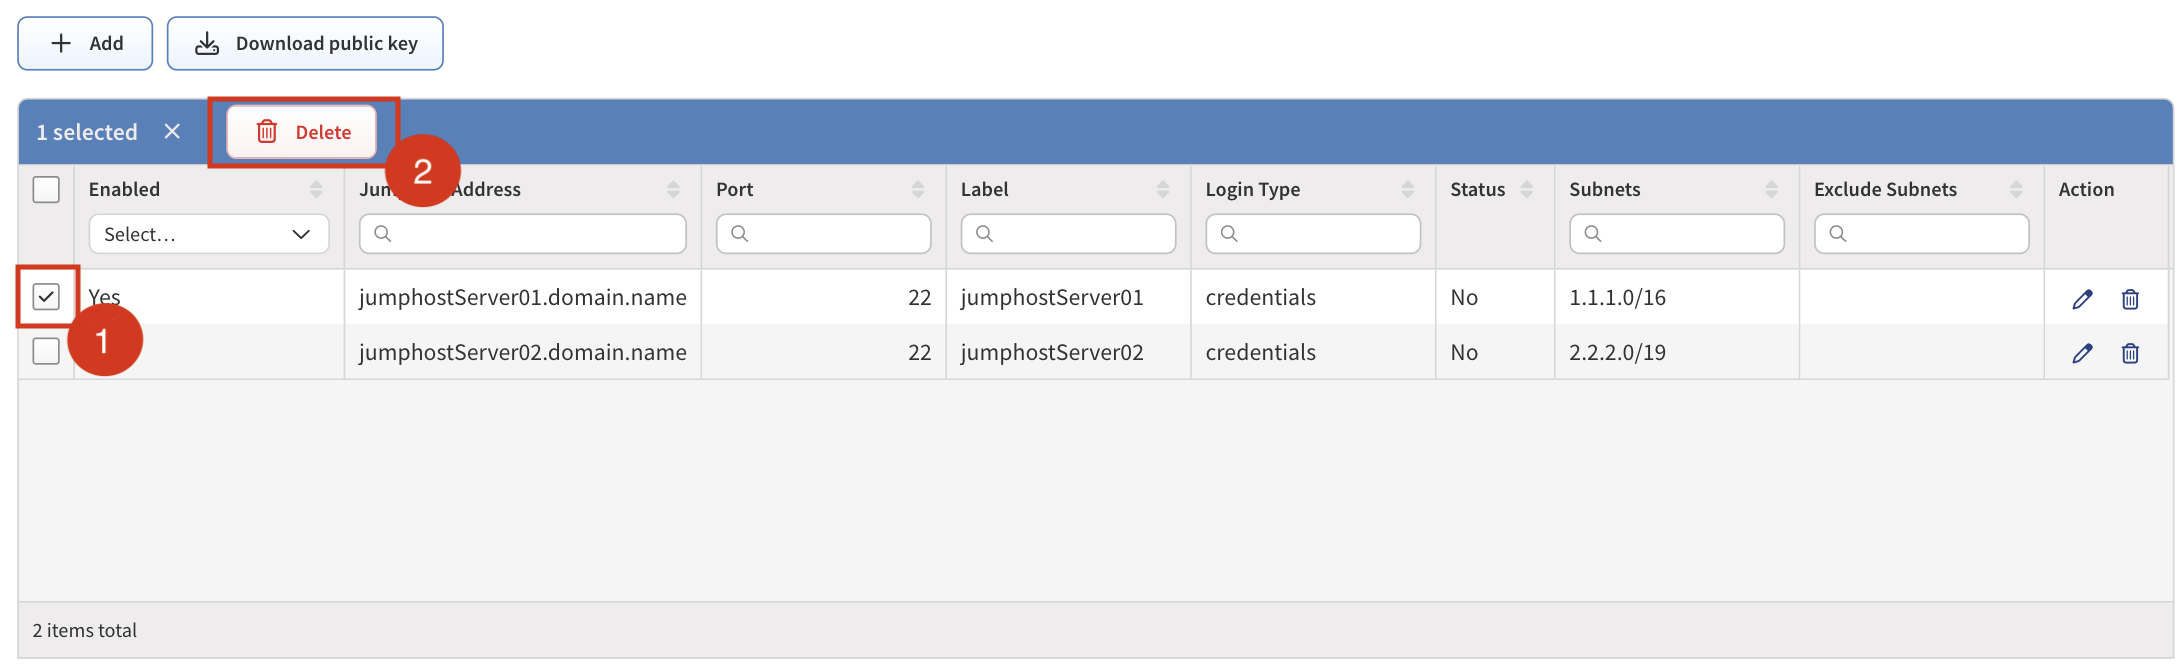 Add Download public key
1 selected Delete
2
Enabled Address Port Label Login Type Status Subnets Exclude Subnets Action
Select...
Yes jumphostServer01.domain.name 22 jumphostServer01 credentials No 1.1.1.0/16
1
jumphostServer02.domain.name 22 jumphostServer02 credentials No 2.2.2.0/19
2 items total